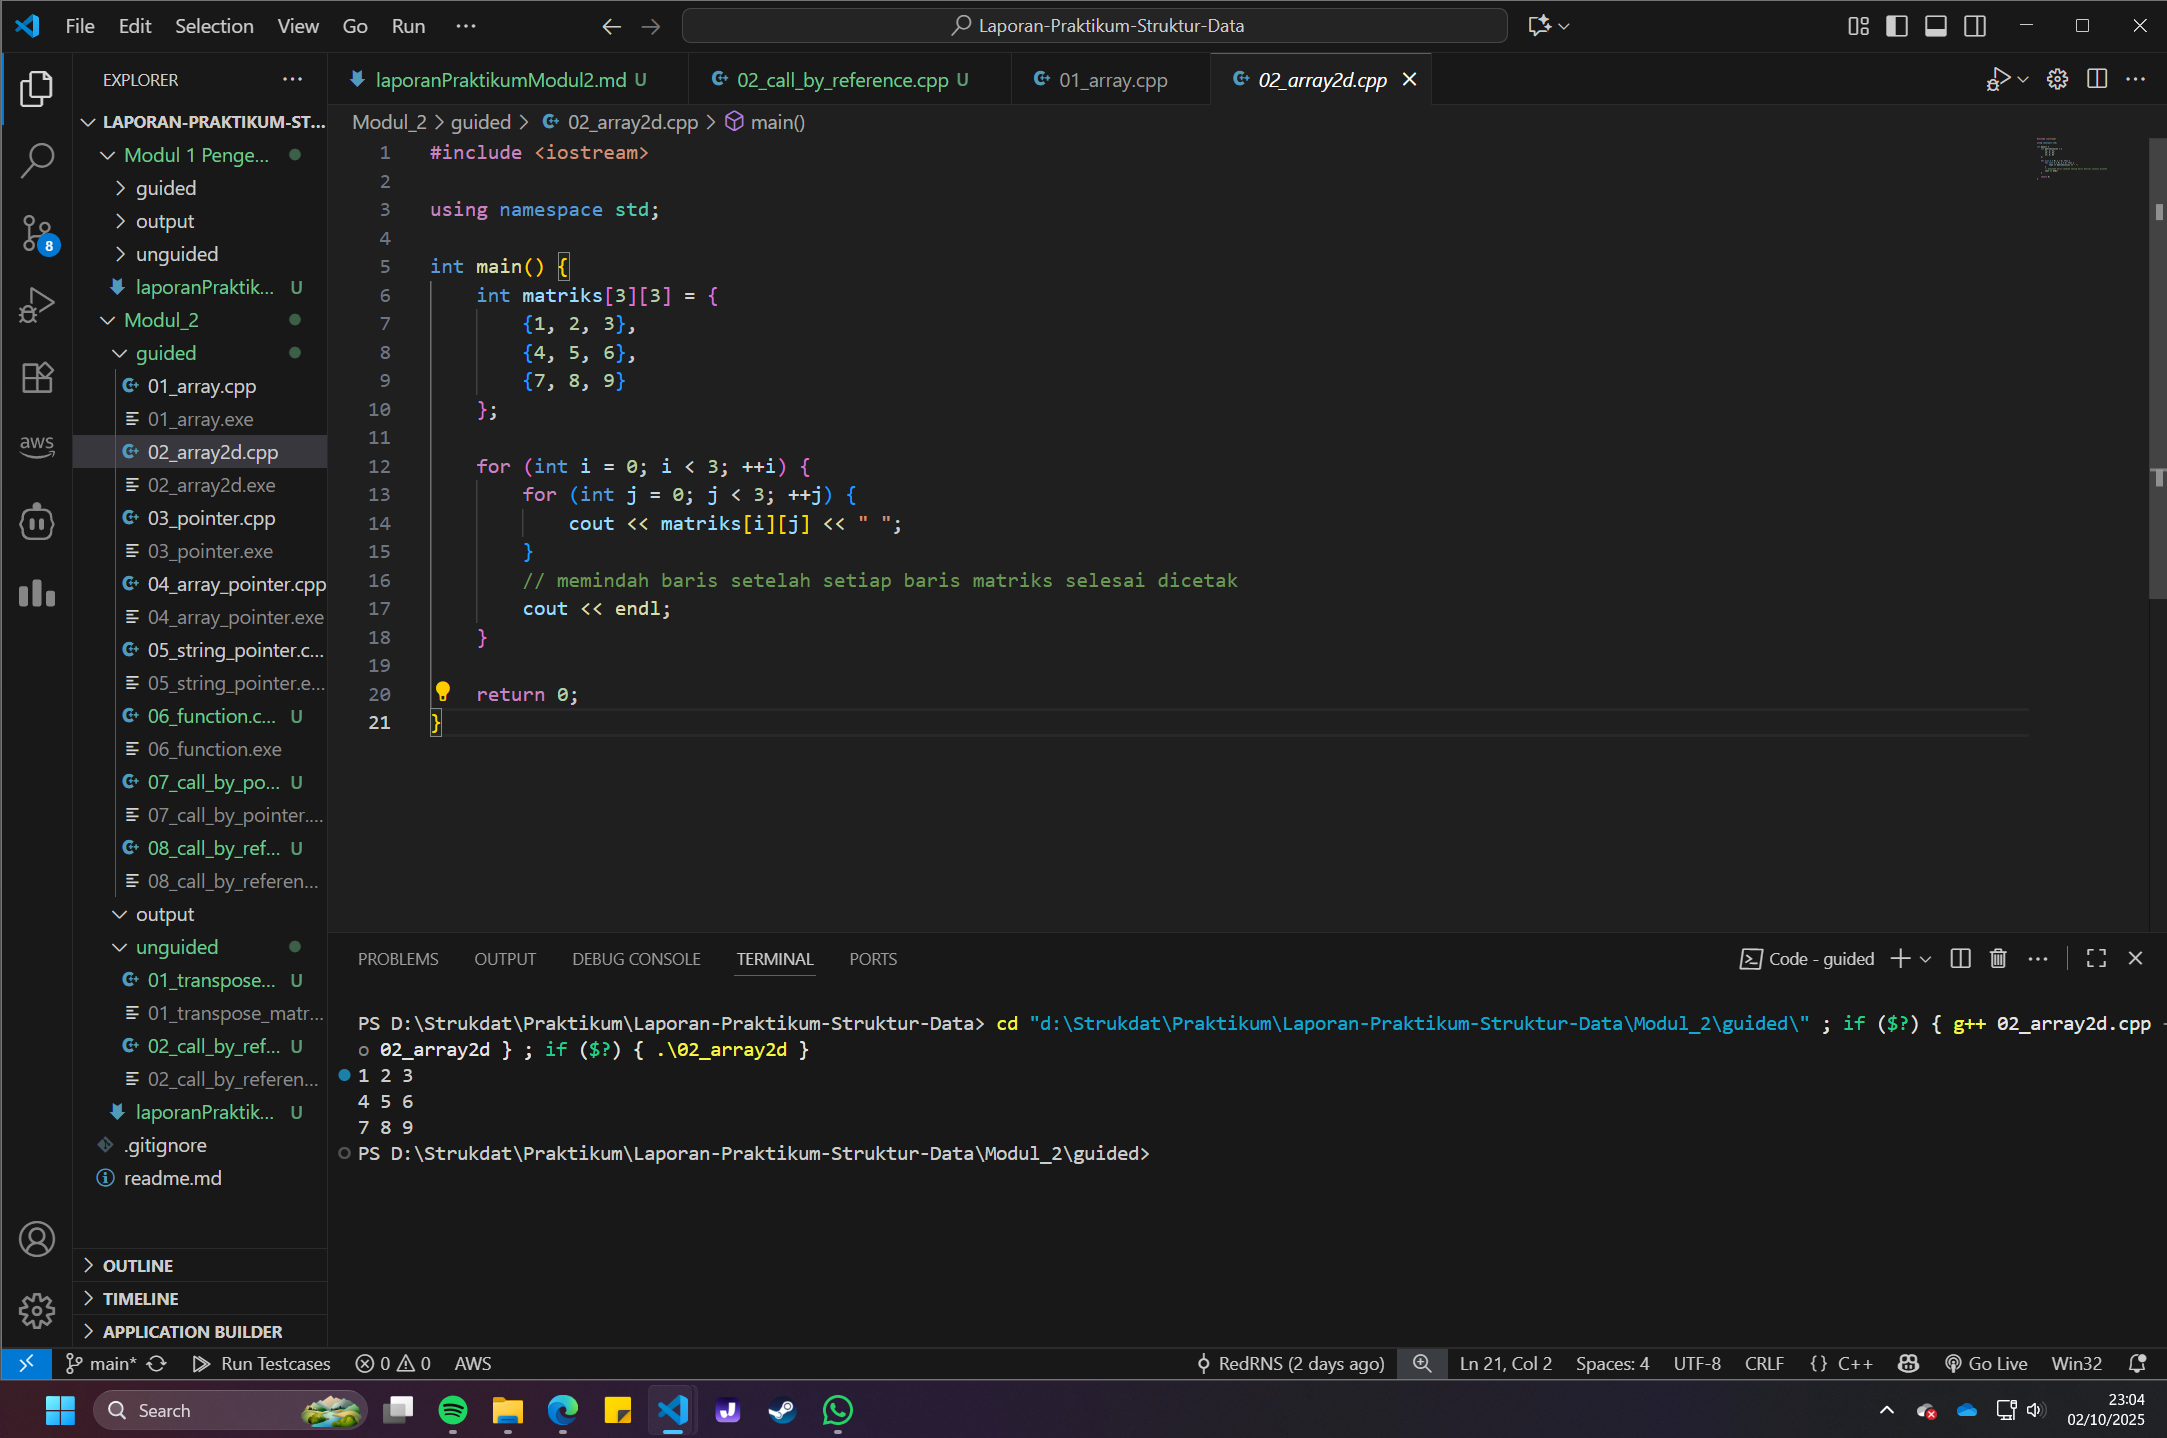 File Edit Selection View Go Run ···
Laporan-Praktikum-Struktur-Data
EXPLORER
laporanPraktikumModul2.md U
02_call_by_reference.cpp U
01_array.cpp
02_array2d.cpp
LAPORAN-PRAKTIKUM-ST...
Modul 1 Penge...
guided
output
unguided
laporanPraktik... U
Modul_2
guided
01_array.cpp
01_array.exe
02_array2d.cpp
02_array2d.exe
03_pointer.cpp
03_pointer.exe
04_array_pointer.cpp
04_array_pointer.exe
05_string_pointer.c...
05_string_pointer.e...
06_function.c... U
06_function.exe
07_call_by_po... U
07_call_by_pointer....
08_call_by_ref... U
08_call_by_referen...
output
unguided
01_transpose... U
01_transpose_matr...
02_call_by_ref... U
02_call_by_referen...
laporanPraktik... U
.gitignore
readme.md
OUTLINE
TIMELINE
APPLICATION BUILDER
8
aws
Modul_2 > guided > 02_array2d.cpp > main()
1 #include <iostream>
2
3 using namespace std;
4
5 int main() {
6 int matriks[3][3] = {
7 {1, 2, 3},
8 {4, 5, 6},
9 {7, 8, 9}
10 };
11
12 for (int i = 0; i < 3; ++i) {
13 for (int j = 0; j < 3; ++j) {
14 cout << matriks[i][j] << " ";
15 }
16 // memindah baris setelah setiap baris matriks selesai dicetak
17 cout << endl;
18 }
19
20 return 0;
21 }
PROBLEMS OUTPUT DEBUG CONSOLE TERMINAL PORTS
Code - guided
PS D:\Strukdat\Praktikum\Laporan-Praktikum-Struktur-Data> cd "d:\Strukdat\Praktikum\Laporan-Praktikum-Struktur-Data\Modul_2\guided\" ; if ($?) { g++ 02_array2d.cpp -
o 02_array2d } ; if ($?) { .\02_array2d }
1 2 3
4 5 6
7 8 9
PS D:\Strukdat\Praktikum\Laporan-Praktikum-Struktur-Data\Modul_2\guided>
main* Run Testcases 0 0 AWS RedRNS (2 days ago) Ln 21, Col 2 Spaces: 4 UTF-8 CRLF {} C++ Go Live Win32
Search
23:04
02/10/2025